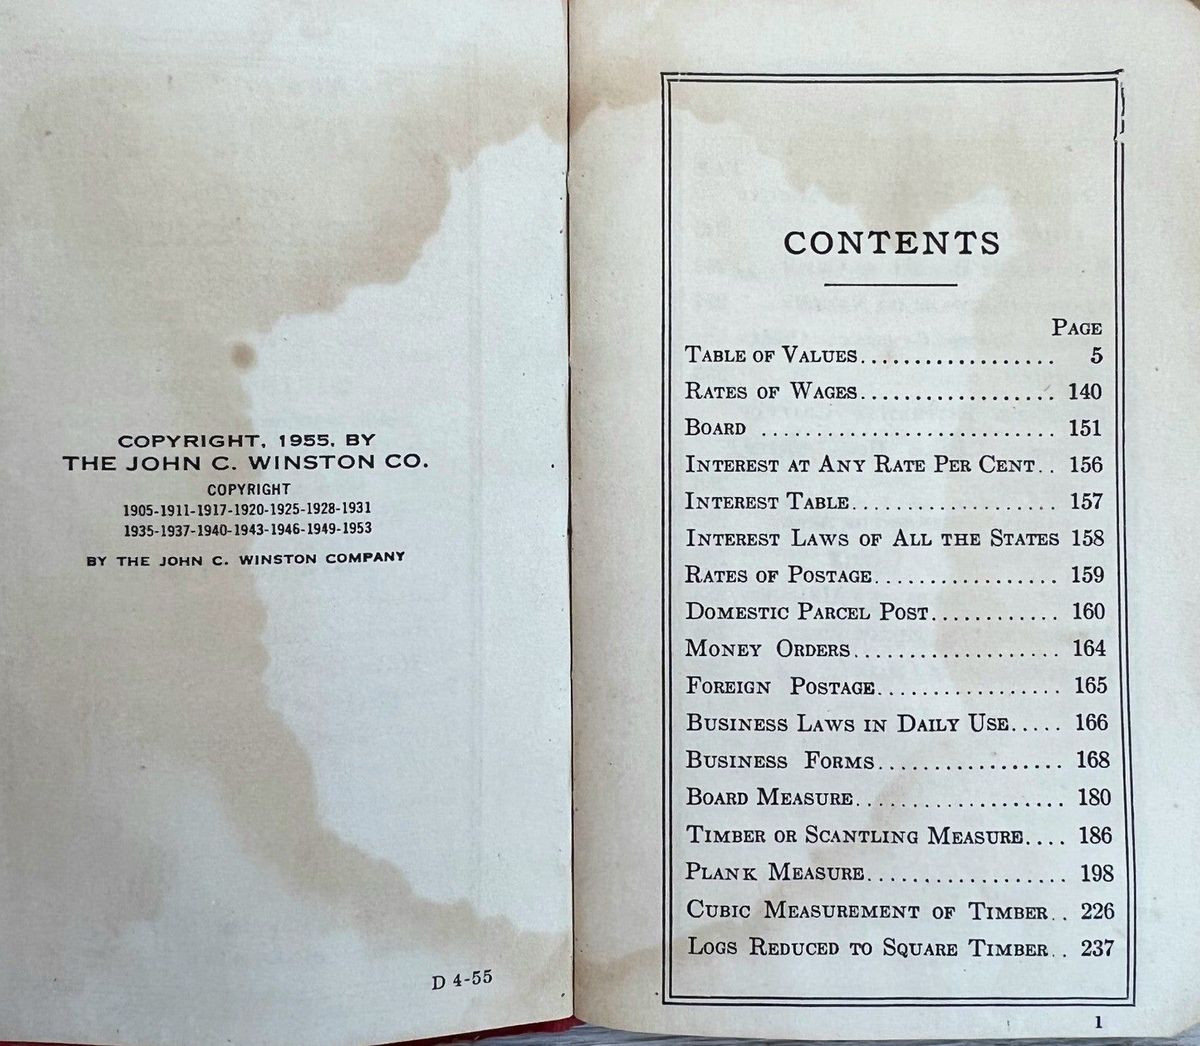 COPYRIGHT, 1955, BY
THE JOHN C. WINSTON CO.
COPYRIGHT
1905-1911-1917-1920-1925-1928-1931
1935-1937-1940-1943-1946-1949-1953
BY THE JOHN C. WINSTON COMPANY
D 4-55
CONTENTS
PAGE
TABLE OF VALUES.................. 5
RATES OF WAGES.................. 140
BOARD ........................... 151
INTEREST AT ANY RATE PER CENT.. 156
INTEREST TABLE................... 157
INTEREST LAWS OF ALL THE STATES 158
RATES OF POSTAGE................. 159
DOMESTIC PARCEL POST............ 160
MONEY ORDERS.................... 164
FOREIGN POSTAGE................. 165
BUSINESS LAWS IN DAILY USE..... 166
BUSINESS FORMS................. 168
BOARD MEASURE.................... 180
TIMBER OR SCANTLING MEASURE.... 186
PLANK MEASURE................... 198
CUBIC MEASUREMENT OF TIMBER.. 226
LOGS REDUCED TO SQUARE TIMBER.. 237
1